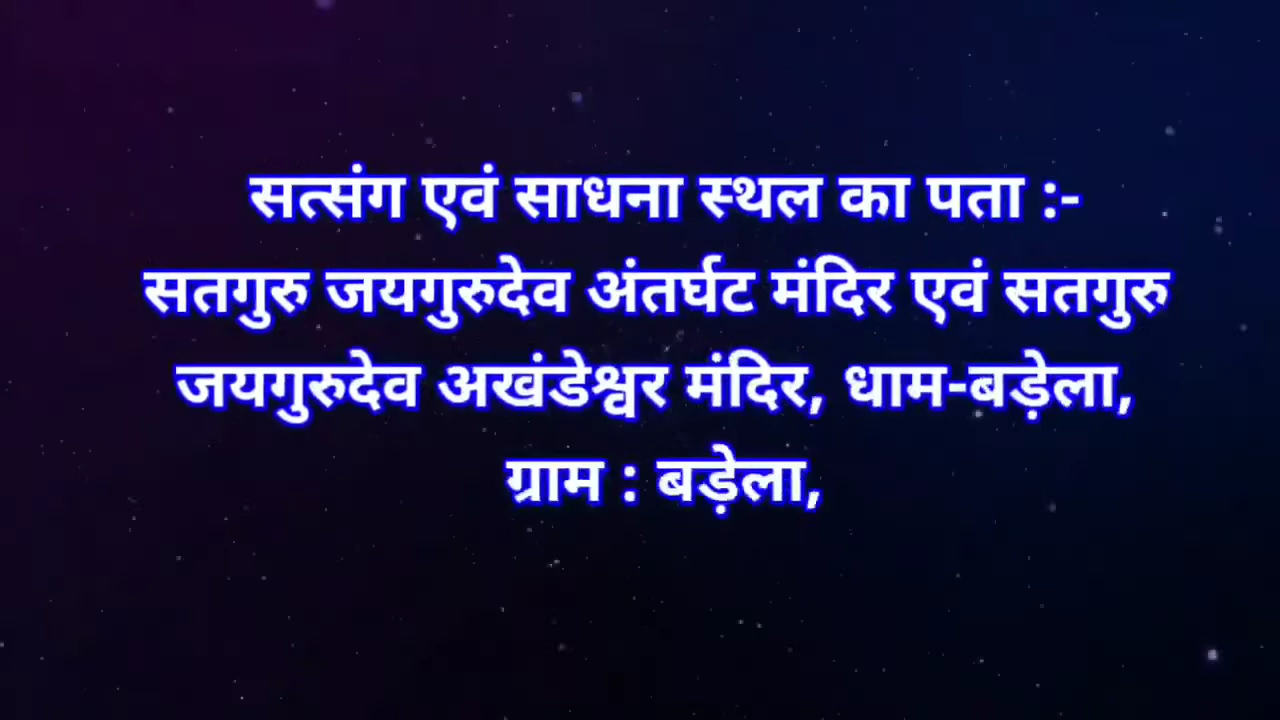 सत्संग एवं साधना स्थल का पता :-
सतगुरु जयगुरुदेव अंतर्घट मंदिर एवं सतगुरु
जयगुरुदेव अखंडेश्वर मंदिर, धाम-बड़ेला,
ग्राम : बड़ेला,